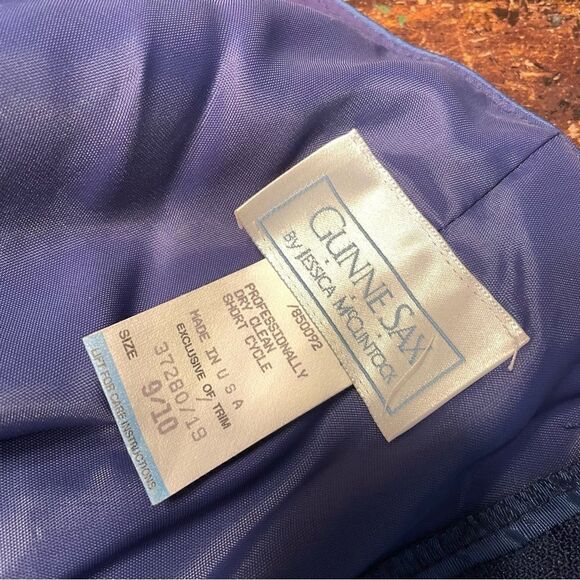 GUNNE SAX
BY JESSICA McCLINTOCK
/850092
PROFESSIONALLY
DRY CLEAN
SHORT CYCLE
MADE IN U S A
EXCLUSIVE OF TRIM
37280/19
SIZE 9/10
LIFT FOR CARE INSTRUCTIONS